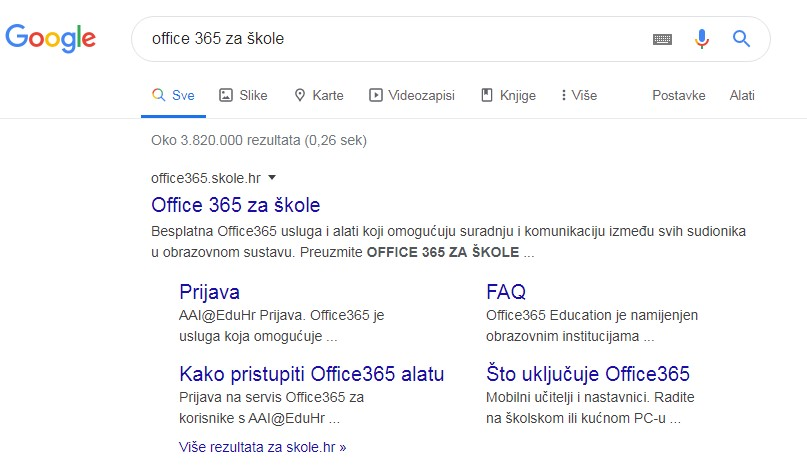 Google
office 365 za škole
Sve Slike Karte Videozapisi Knjige Više Postavke Alati
Oko 3.820.000 rezultata (0,26 sek)
office365.skole.hr
Office 365 za škole
Besplatna Office365 usluga i alati koji omogućuju suradnju i komunikaciju između svih sudionika
u obrazovnom sustavu. Preuzmite OFFICE 365 ZA ŠKOLE ...
Prijava
AAI@EduHr Prijava. Office365 je
usluga koja omogućuje ...
FAQ
Office365 Education je namijenjen
obrazovnim institucijama ...
Kako pristupiti Office365 alatu
Prijava na servis Office365 za
korisnike s AAI@EduHr ...
Što uključuje Office365
Mobilni učitelji i nastavnici. Radite
na školskom ili kućnom PC-u ...
Više rezultata za skole.hr »